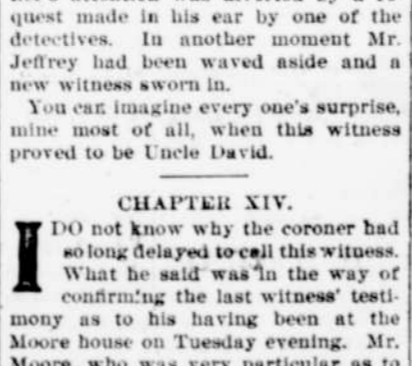 quest made in his ear by one of the
detectives. In another moment Mr.
Jeffrey had been waved aside and a
new witness sworn in.
You can imagine every one's surprise,
mine most of all, when this witness
proved to be Uncle David.
CHAPTER XIV.
I DO not know why the coroner had
so long delayed to call this witness.
What he said was in the way of
confirming the last witness' testi-
mony as to his having been at the
Moore house on Tuesday evening. Mr.
Moore, who was very particular as to